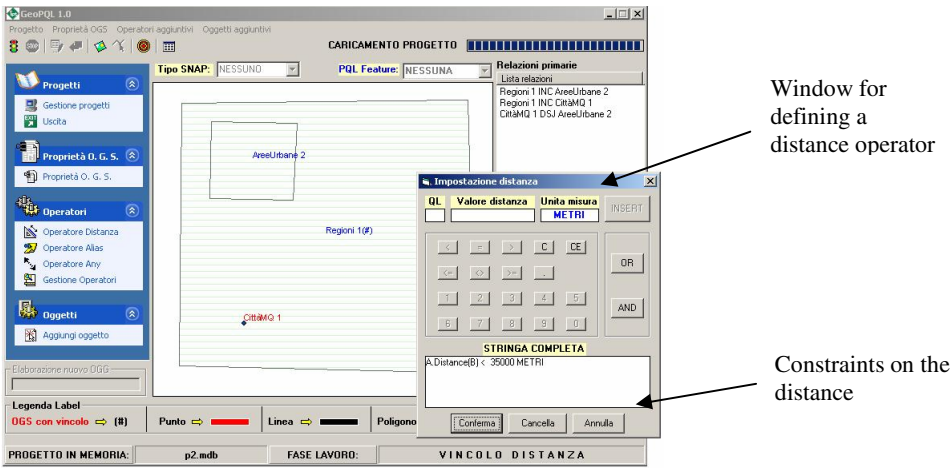 GeoPQL 1.0
Progetto Proprietà OGS Operatori aggiuntivi Oggetti aggiuntivi
STOP
CARICAMENTO PROGETTO
Progetti
Gestione progetti
Uscita
Proprietà O. G. S.
Proprietà O. G. S.
Operatori
Operatore Distanza
Operatore Alias
Operatore Any
Gestione Operatori
Oggetti
Aggiungi oggetto
Elaborazione nuovo OGG
Tipo SNAP: NESSUNO
PQL Feature: NESSUNA
AreeUrbane 2
Regioni 1(#)
CittàMQ 1
Relazioni primarie
Lista relazioni
Regioni 1 INC AreeUrbane 2
Regioni 1 INC CittàMQ 1
CittàMQ 1 DSJ AreeUrbane 2
Impostazione distanza
QL Valore distanza Unita misura
METRI
INSERT
< = > C CE
<= <> >= .
1 2 3 4 5
6 7 8 9 0
OR
AND
STRINGA COMPLETA
A.Distance(B) < 35000 METRI
Conferma Cancella Annulla
Legenda Label
OGS con vincolo (#) Punto Linea Poligono
PROGETTO IN MEMORIA: p2.mdb FASE LAVORO: VINCOLO DISTANZA
Window for
defining a
distance operator
Constraints on the
distance